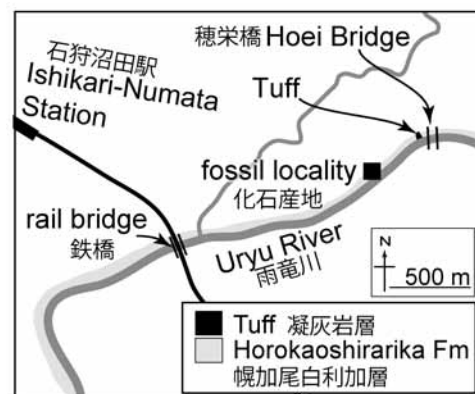 石狩沼田駅
Ishikari-Numata
Station
穂栄橋 Hoei Bridge
Tuff
fossil locality
化石産地
rail bridge
鉄橋
Uryu River
雨竜川
N
500 m
Tuff 凝灰岩層
Horokaoshirarika Fm
幌加尾白利加層